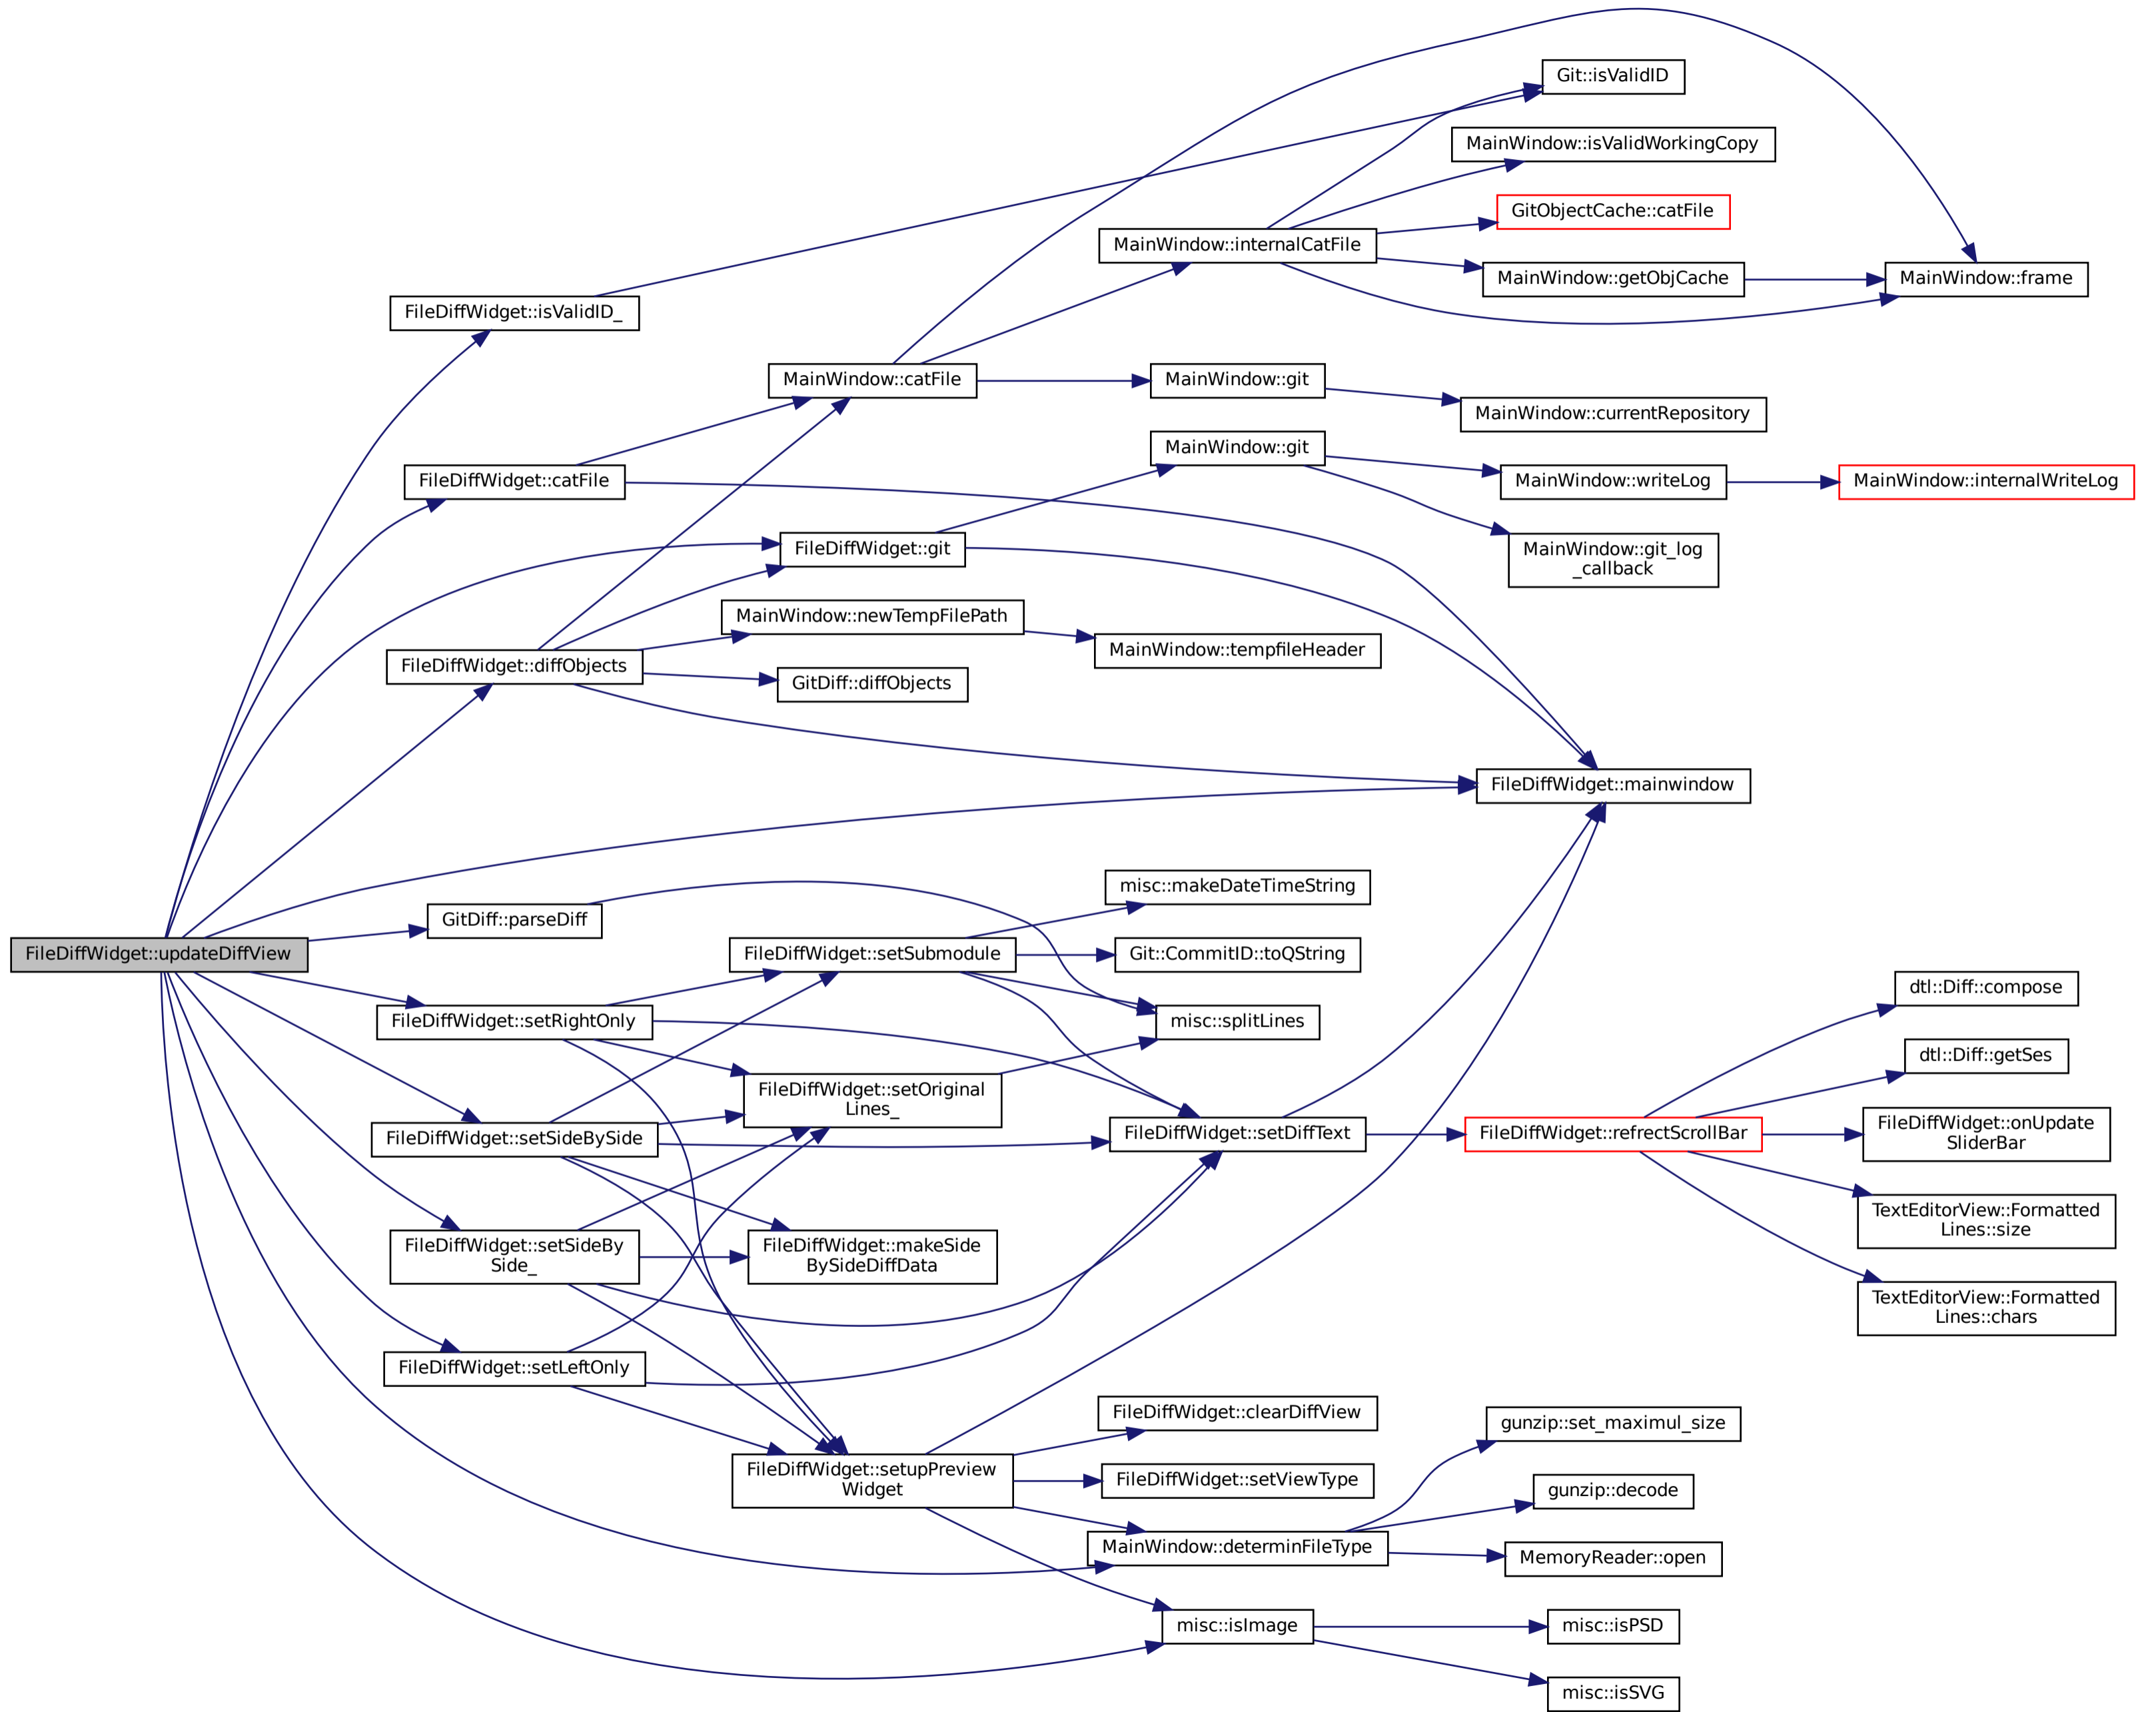 Git::isValidID
MainWindow::isValidWorkingCopy
GitObjectCache::catFile
MainWindow::internalCatFile
MainWindow::getObjCache
MainWindow::frame
FileDiffWidget::isValidID_
MainWindow::catFile
MainWindow::git
MainWindow::currentRepository
MainWindow::git
FileDiffWidget::catFile
MainWindow::writeLog
MainWindow::internalWriteLog
FileDiffWidget::git
MainWindow::git_log
_callback
MainWindow::newTempFilePath
MainWindow::tempfileHeader
FileDiffWidget::diffObjects
GitDiff::diffObjects
FileDiffWidget::mainwindow
misc::makeDateTimeString
GitDiff::parseDiff
FileDiffWidget::updateDiffView
FileDiffWidget::setSubmodule
Git::CommitID::toQString
dtl::Diff::compose
FileDiffWidget::setRightOnly
misc::splitLines
dtl::Diff::getSes
FileDiffWidget::setOriginal
Lines_
FileDiffWidget::setSideBySide
FileDiffWidget::setDiffText
FileDiffWidget::refrectScrollBar
FileDiffWidget::onUpdate
SliderBar
TextEditorView::Formatted
Lines::size
FileDiffWidget::setSideBy
Side_
FileDiffWidget::makeSide
BySideDiffData
TextEditorView::Formatted
Lines::chars
FileDiffWidget::setLeftOnly
FileDiffWidget::clearDiffView
gunzip::set_maximul_size
FileDiffWidget::setupPreview
Widget
FileDiffWidget::setViewType
gunzip::decode
MainWindow::determinFileType
MemoryReader::open
misc::isImage
misc::isPSD
misc::isSVG